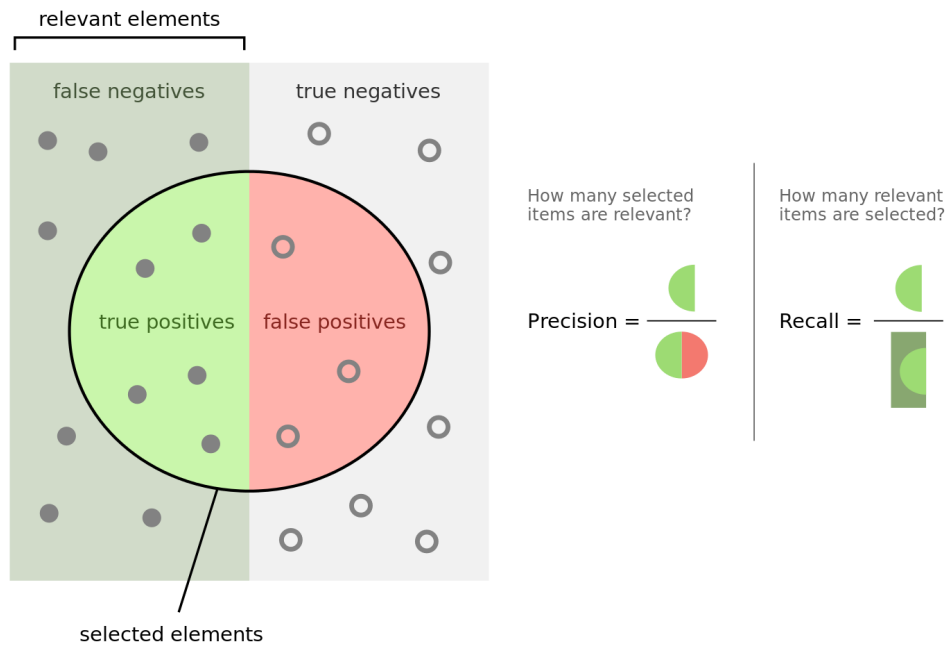 relevant elements
false negatives
true negatives
true positives
false positives
selected elements
How many selected
items are relevant?
Precision =
How many relevant
items are selected?
Recall =